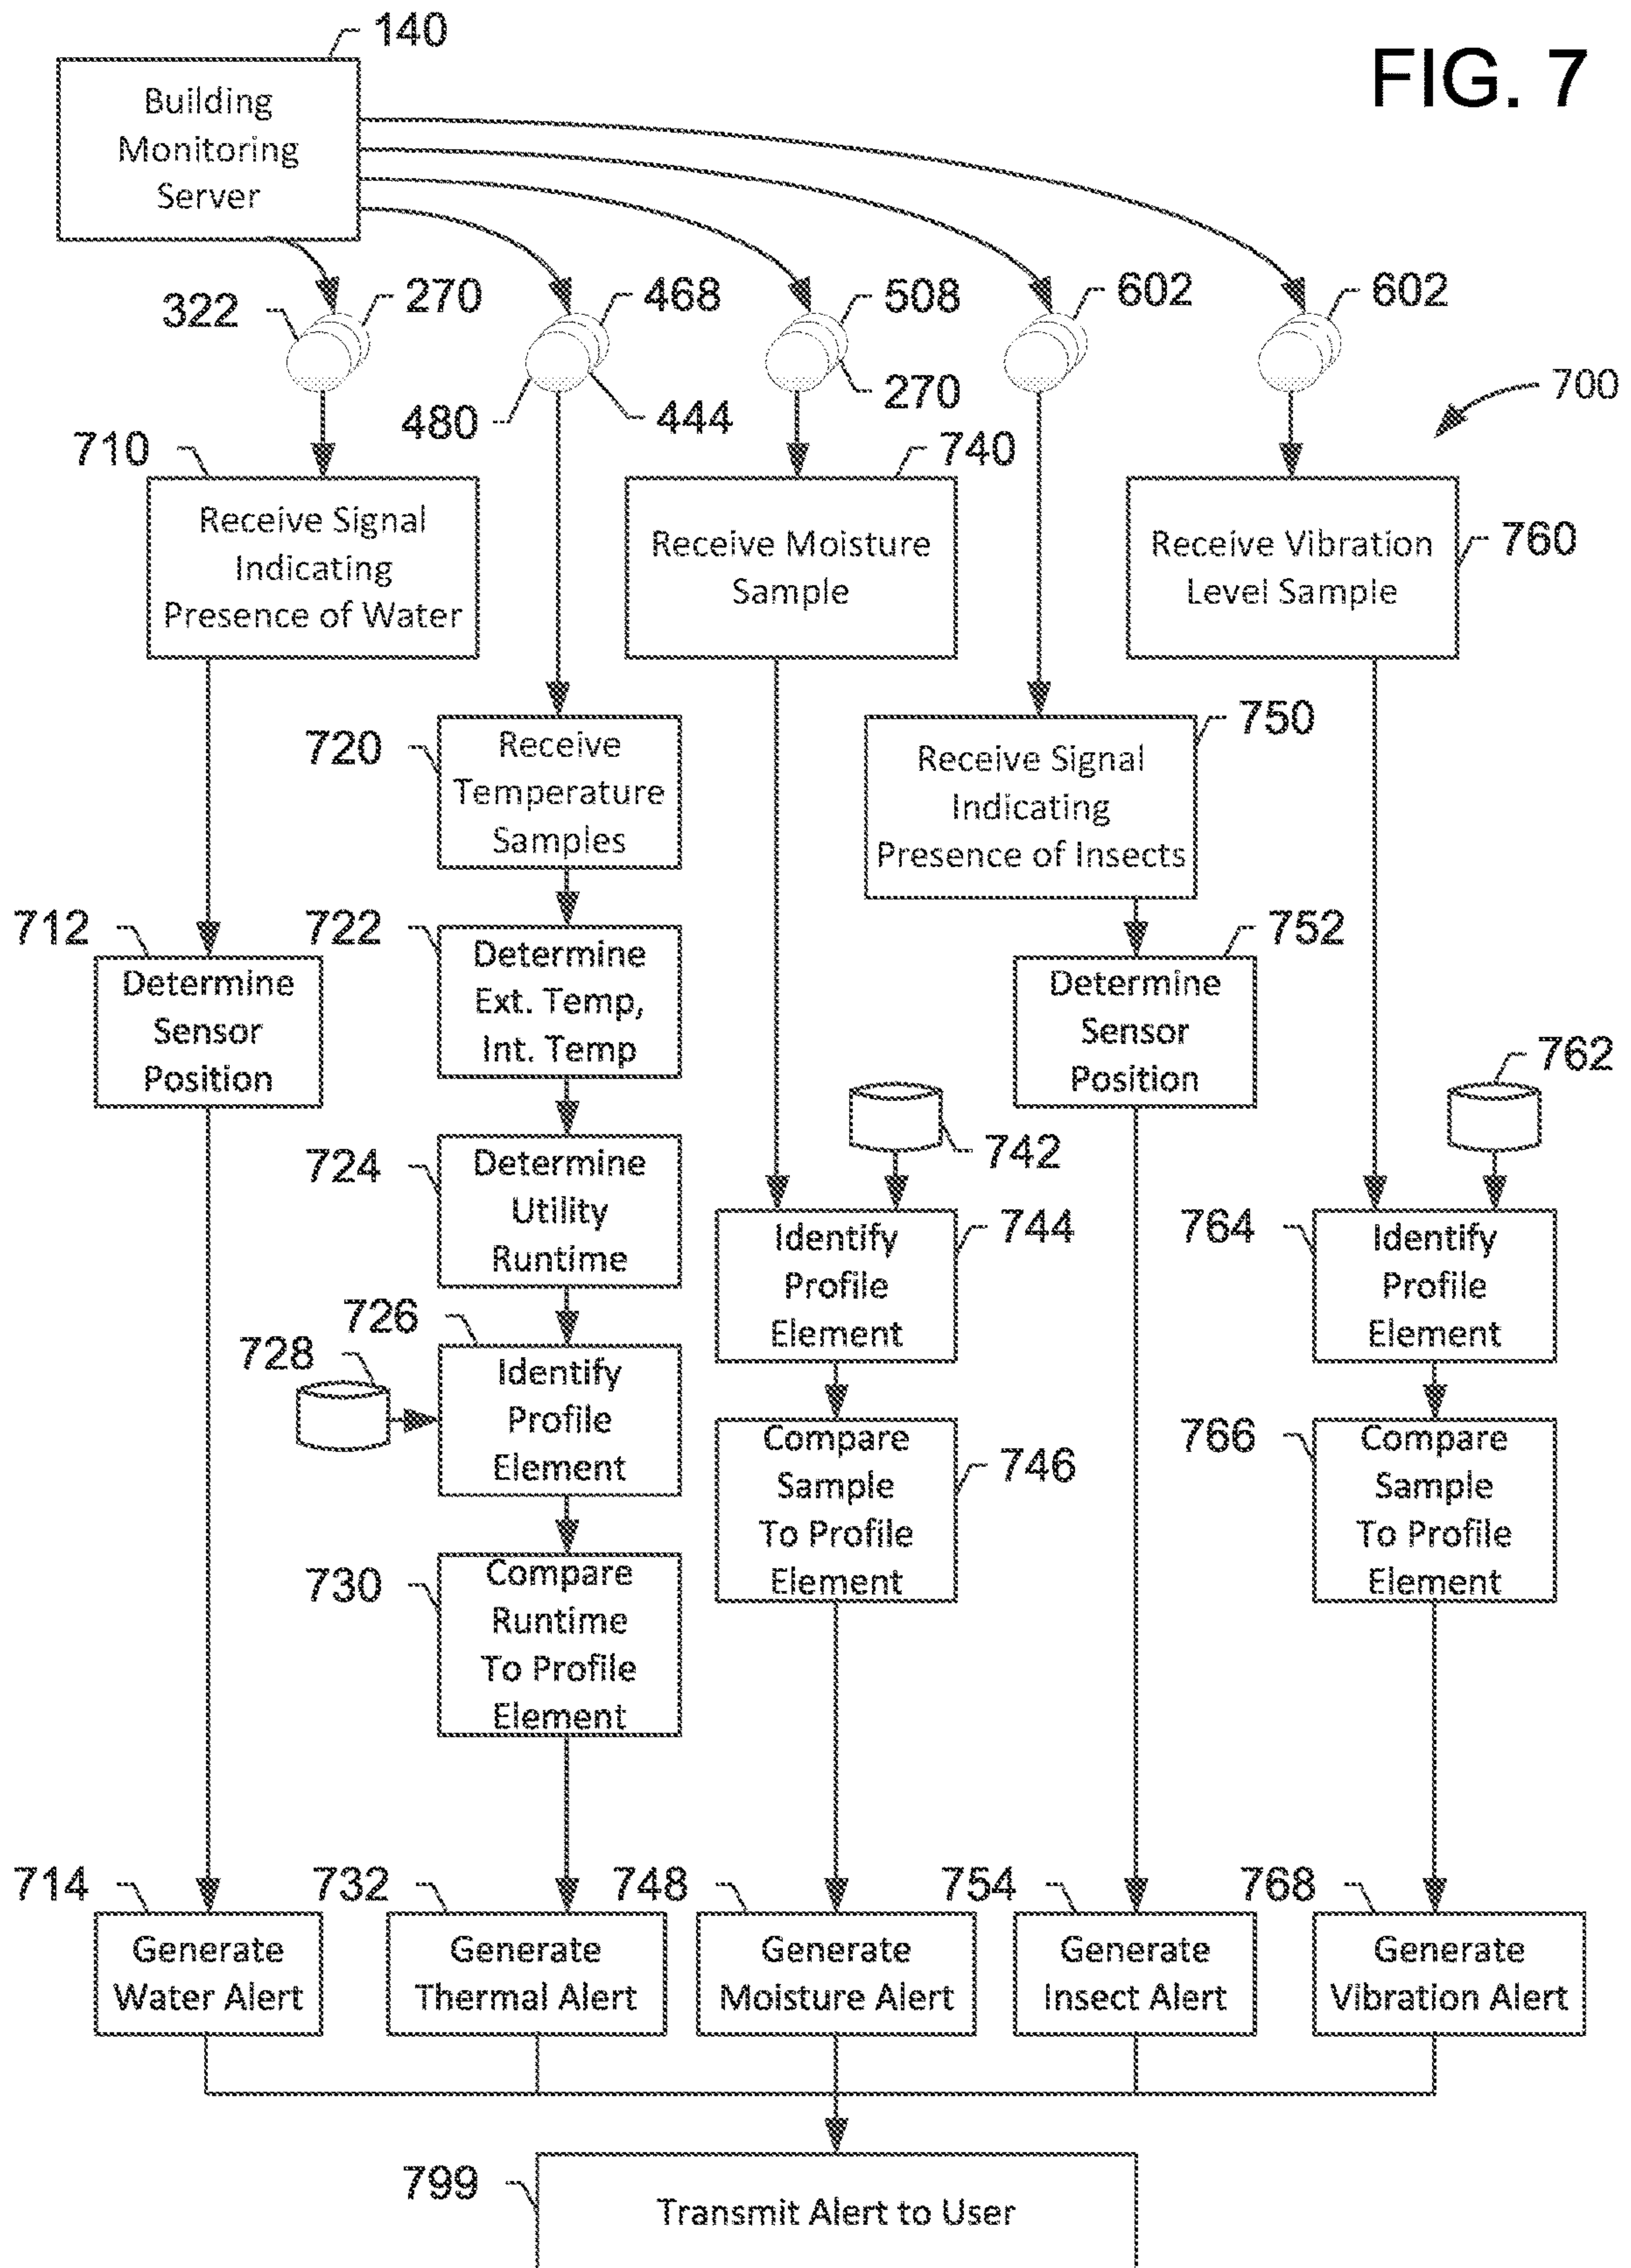 140
FIG. 7
Building
Monitoring
Server
322
270
468
508
602
602
480
444
270
700
710
740
Receive Signal
Indicating
Presence of Water
Receive Moisture
Sample
Receive Vibration
Level Sample
760
720
Receive
Temperature
Samples
750
Receive Signal
Indicating
Presence of Insects
712
Determine
Sensor
Position
722
Determine
Ext. Temp,
Int. Temp
752
Determine
Sensor
Position
762
742
724
Determine
Utility
Runtime
Identify
Profile
Element
744
764
Identify
Profile
Element
726
728
Identify
Profile
Element
Compare
Sample
To Profile
Element
746
766
Compare
Sample
To Profile
Element
730
Compare
Runtime
To Profile
Element
714
732
748
754
768
Generate
Water Alert
Generate
Thermal Alert
Generate
Moisture Alert
Generate
Insect Alert
Generate
Vibration Alert
799
Transmit Alert to User